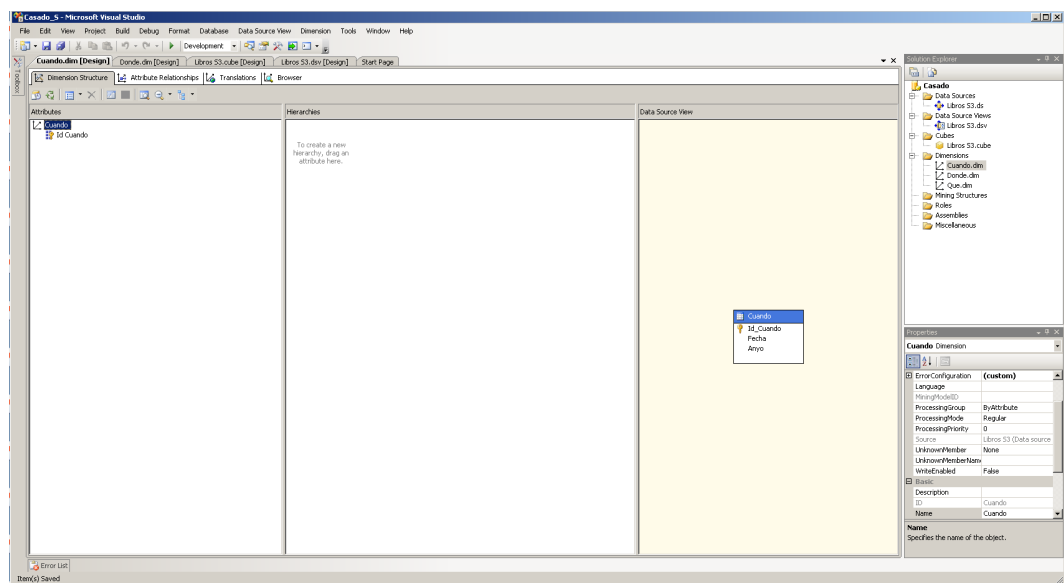 Casado_S - Microsoft Visual Studio
File Edit View Project Build Debug Format Database Data Source View Dimension Tools Window Help
Development
Cuando.dim [Design] Donde.dim [Design] Libros S3.cube [Design] Libros S3.dsv [Design] Start Page
Toolbox
Dimension Structure Attribute Relationships Translations Browser
Attributes
Cuando
Id Cuando
Hierarchies
To create a new
hierarchy, drag an
attribute here.
Data Source View
Cuando
Id_Cuando
Fecha
Anyo
Solution Explorer
Casado
Data Sources
Libros S3.ds
Data Source Views
Libros S3.dsv
Cubes
Libros S3.cube
Dimensions
Cuando.dim
Donde.dim
Que.dim
Mining Structures
Roles
Assemblies
Miscellaneous
Properties
Cuando Dimension
ErrorConfiguration (custom)
Language
MiningModelID
ProcessingGroup ByAttribute
ProcessingMode Regular
ProcessingPriority 0
Source Libros S3 (Data source
UnknownMember None
UnknownMemberName
WriteEnabled False
Basic
Description
ID Cuando
Name Cuando
Name
Specifies the name of the object.
Error List
Item(s) Saved